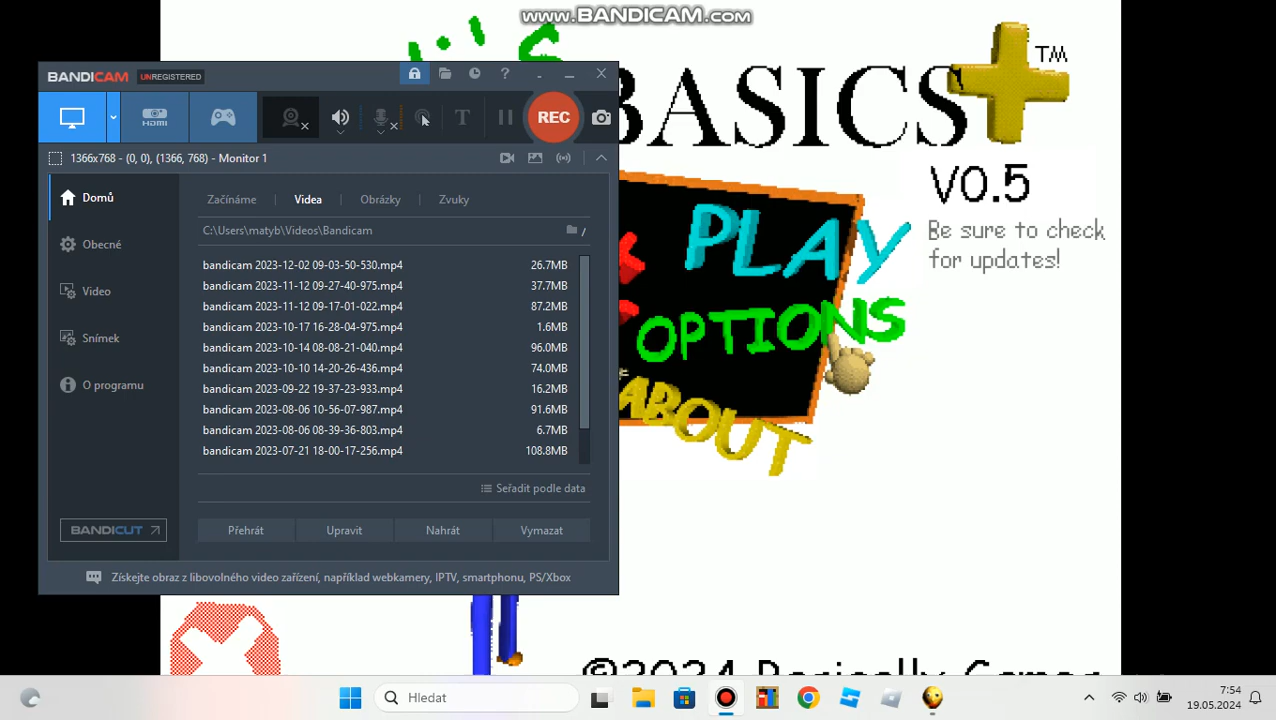 www.BANDICAM.com
BANDICAM UNREGISTERED
?
HDMI
T
REC
1366x768 - (0, 0), (1366, 768) - Monitor 1
Domů
Obecné
Video
Snímek
O programu
BANDICUT
Začínáme
Videa
Obrázky
Zvuky
C:\Users\matyb\Videos\Bandicam
/
bandicam 2023-12-02 09-03-52-530.mp4 26.7MB
bandicam 2023-11-12 09-27-40-975.mp4 37.7MB
bandicam 2023-11-12 09-17-01-022.mp4 87.2MB
bandicam 2023-10-17 16-28-04-975.mp4 1.6MB
bandicam 2023-10-14 08-08-21-040.mp4 96.0MB
bandicam 2023-10-10 14-20-26-436.mp4 74.0MB
bandicam 2023-09-22 19-37-23-933.mp4 16.2MB
bandicam 2023-08-06 10-56-07-987.mp4 91.6MB
bandicam 2023-08-06 08-39-36-803.mp4 6.7MB
bandicam 2023-07-21 18-00-17-256.mp4 108.8MB
Seřadit podle data
Přehrát
Upravit
Nahrát
Vymazat
Získejte obraz z libovolného video zařízení, například webkamery, IPTV, smartphonu, PS/Xbox
BASICS+ ™
V0.5
Be sure to check
for updates!
PLAY
OPTIONS
ABOUT
©2024 Basically Games
Hledat
7:54
19.05.2024